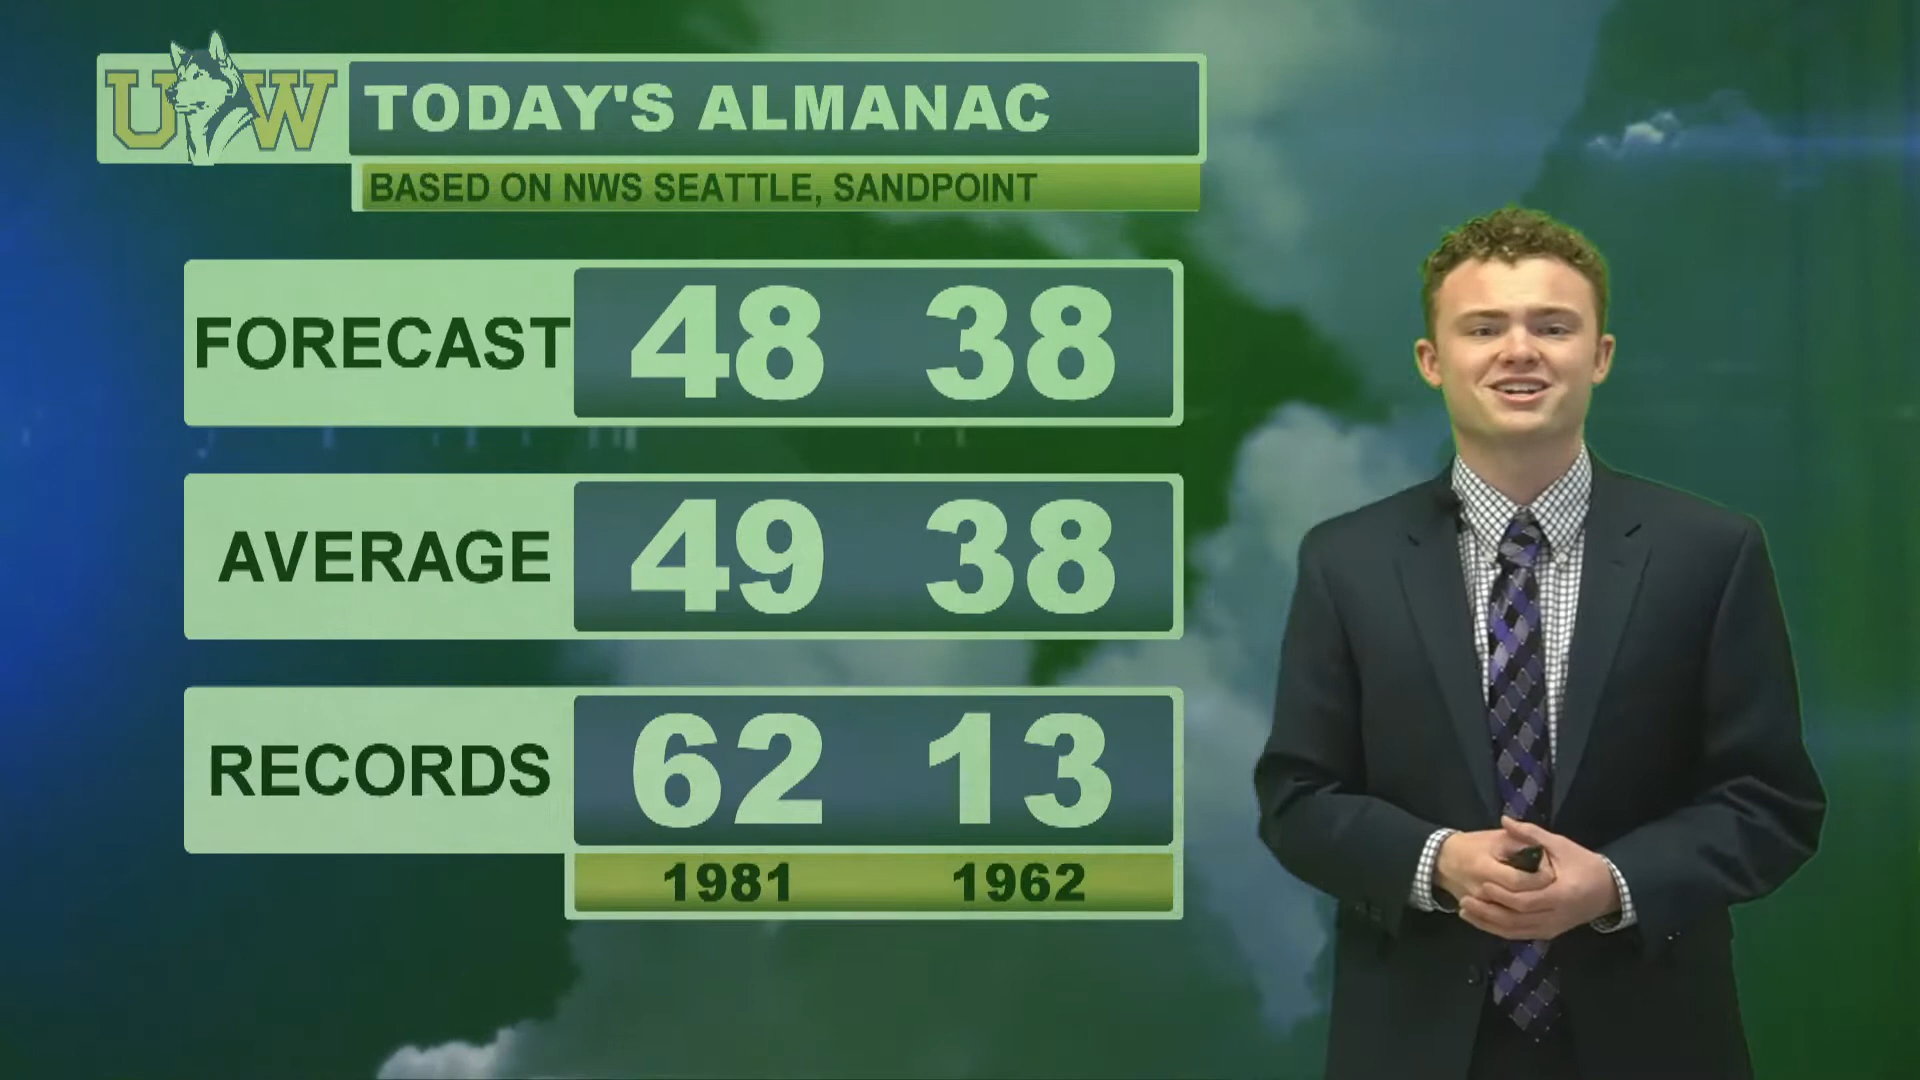 UW TODAY'S ALMANAC
BASED ON NWS SEATTLE, SANDPOINT
FORECAST 48 38
AVERAGE 49 38
RECORDS 62 13
1981 1962